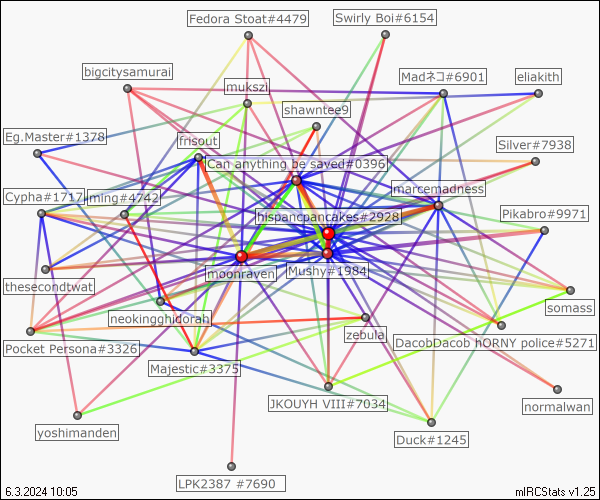 Fedora Stoat#4479
Swirly Boi#6154
bigcitysamurai
Madネコ#6901
eliakith
mukszi
shawntee9
Eg.Master#1378
frisout
Silver#7938
Can anything be saved#0396
Cypha#1717
ming#4742
marcemadness
hispancpancakes#2928
Pikabro#9971
moonraven
Mushy#1984
thesecondtwat
somass
neokingghidorah
zebula
DacobDacob hORNY police#5271
Pocket Persona#3326
Majestic#3375
JKOUYH VIII#7034
normalwan
yoshimanden
Duck#1245
LPK2387 #7690
6.3.2024 10:05
mIRCStats v1.25